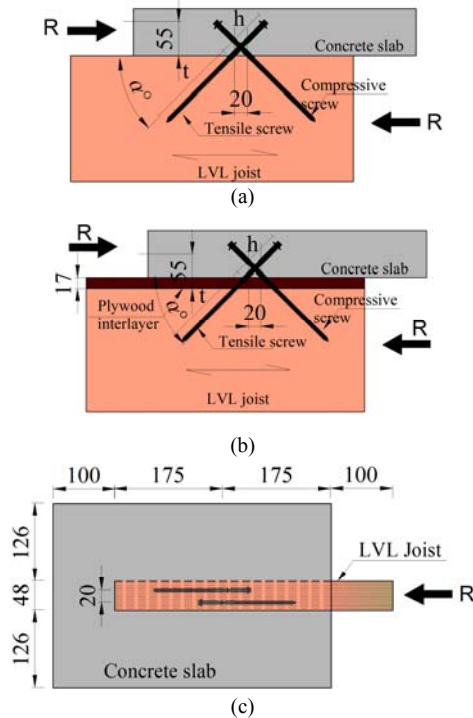 h
R
55
Concrete slab
t
α°
20
Compressive
screw
Tensile screw
R
LVL joist
(a)
R
h
55
Concrete slab
17
t
Plywood
interlayer
α°
20
Compressive
screw
Tensile screw
R
LVL joist
(b)
100 175 175 100
126
LVL Joist
48
20
R
126
Concrete slab
(c)